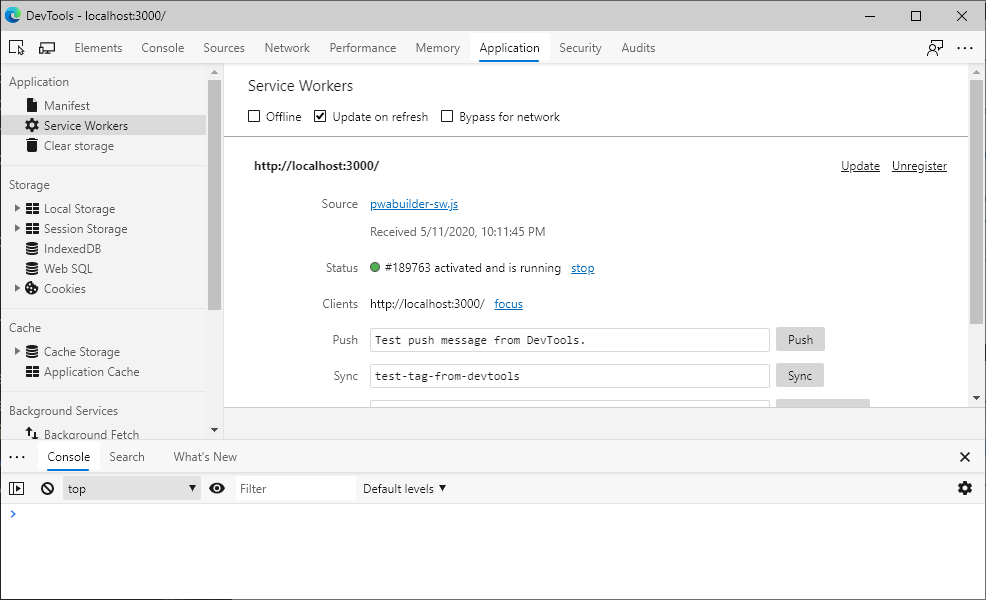 DevTools - localhost:3000/
Elements Console Sources Network Performance Memory Application Security Audits
Application
Manifest
Service Workers
Clear storage
Storage
Local Storage
Session Storage
IndexedDB
Web SQL
Cookies
Cache
Cache Storage
Application Cache
Background Services
Background Fetch
Service Workers
Offline Update on refresh Bypass for network
http://localhost:3000/ Update Unregister
Source pwabuilder-sw.js
Received 5/11/2020, 10:11:45 PM
Status #189763 activated and is running stop
Clients http://localhost:3000/ focus
Push Test push message from DevTools. Push
Sync test-tag-from-devtools Sync
Console Search What's New
top Filter Default levels